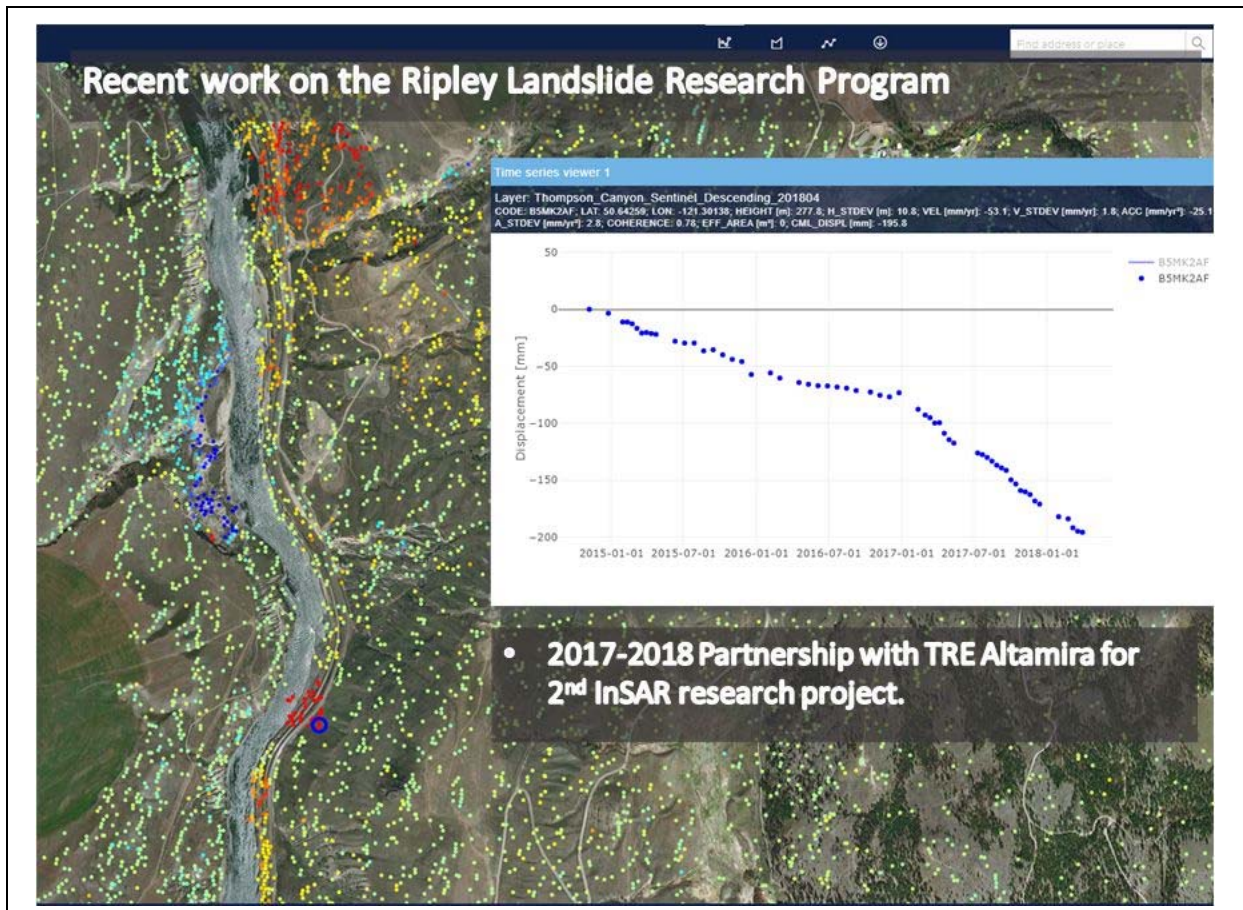 Find address or place
Recent work on the Ripley Landslide Research Program
Time series viewer 1
Layer: Thompson_Canyon_Sentinel_Descending_201804
CODE: B5MK2AF; LAT: 50.64259; LON: -121.30138; HEIGHT [m]: 277.8; H_STDEV [m]: 10.8; VEL [mm/yr]: -53.1; V_STDEV [mm/yr]: 1.8; ACC [mm/yr²]: -25.1
A_STDEV [mm/yr²]: 2.8; COHERENCE: 0.78; EFF_AREA [m²]: 0; CML_DISPL [mm]: -195.8
B5MK2AF
B5MK2AF
Displacement [mm]
50
0
−50
−100
−150
−200
2015-01-01 2015-07-01 2016-01-01 2016-07-01 2017-01-01 2017-07-01 2018-01-01
• 2017-2018 Partnership with TRE Altamira for
2nd InSAR research project.